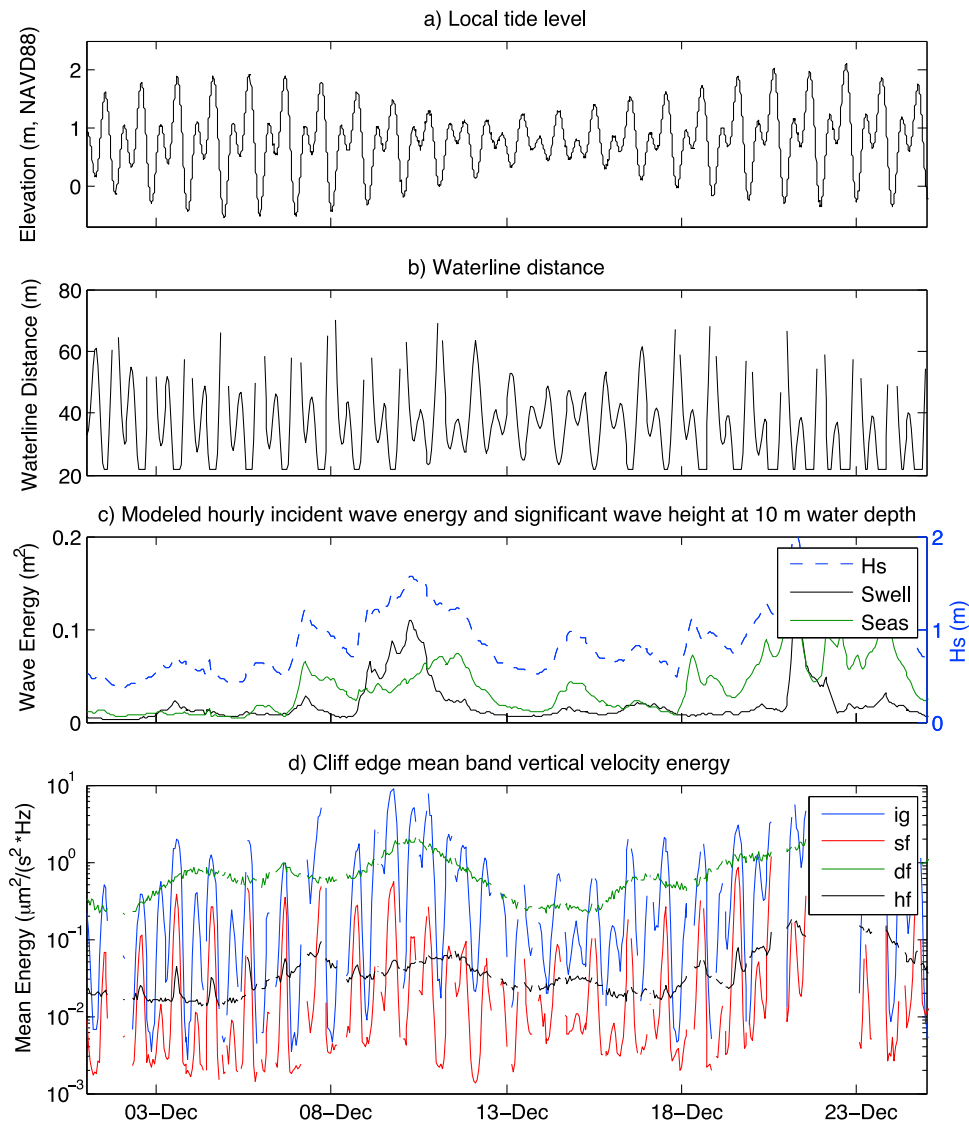 a) Local tide level
Elevation (m, NAVD88)
2
1
0
b) Waterline distance
Waterline Distance (m)
80
60
40
20
c) Modeled hourly incident wave energy and significant wave height at 10 m water depth
Wave Energy (m²)
0.2
0.1
0
Hs
Swell
Seas
2
1
0
Hs (m)
d) Cliff edge mean band vertical velocity energy
Mean Energy (μm²/(s² *Hz)
10¹
10⁰
10⁻¹
10⁻²
10⁻³
ig
sf
df
hf
03−Dec 08−Dec 13−Dec 18−Dec 23−Dec